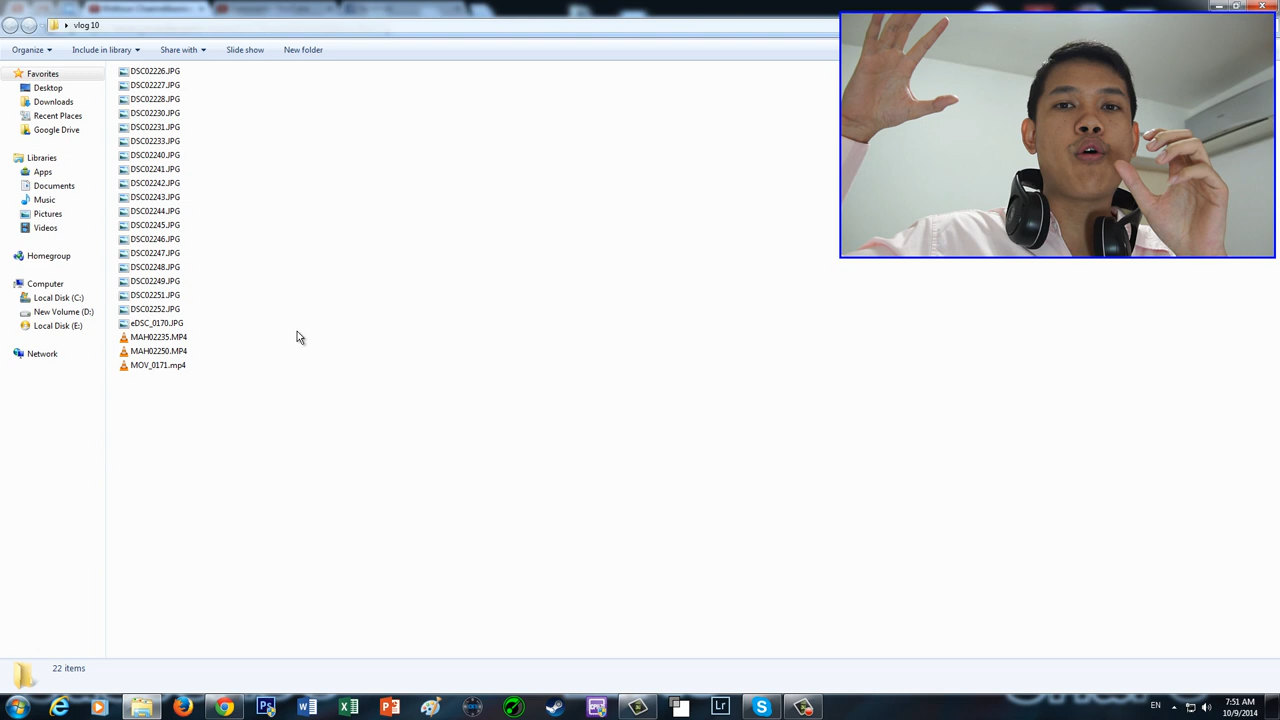 vlog 10
Organize
Include in library
Share with
Slide show
New folder
Favorites
Desktop
Downloads
Recent Places
Google Drive
Libraries
Apps
Documents
Music
Pictures
Videos
Homegroup
Computer
Local Disk (C:)
New Volume (D:)
Local Disk (E:)
Network
DSC02226.JPG
DSC02227.JPG
DSC02228.JPG
DSC02230.JPG
DSC02231.JPG
DSC02233.JPG
DSC02240.JPG
DSC02241.JPG
DSC02242.JPG
DSC02243.JPG
DSC02244.JPG
DSC02245.JPG
DSC02246.JPG
DSC02247.JPG
DSC02248.JPG
DSC02249.JPG
DSC02251.JPG
DSC02252.JPG
eDSC_0170.JPG
MAH02235.MP4
MAH02250.MP4
MOV_0171.mp4
22 items
Ps
Lr
EN
7:51 AM
10/9/2014